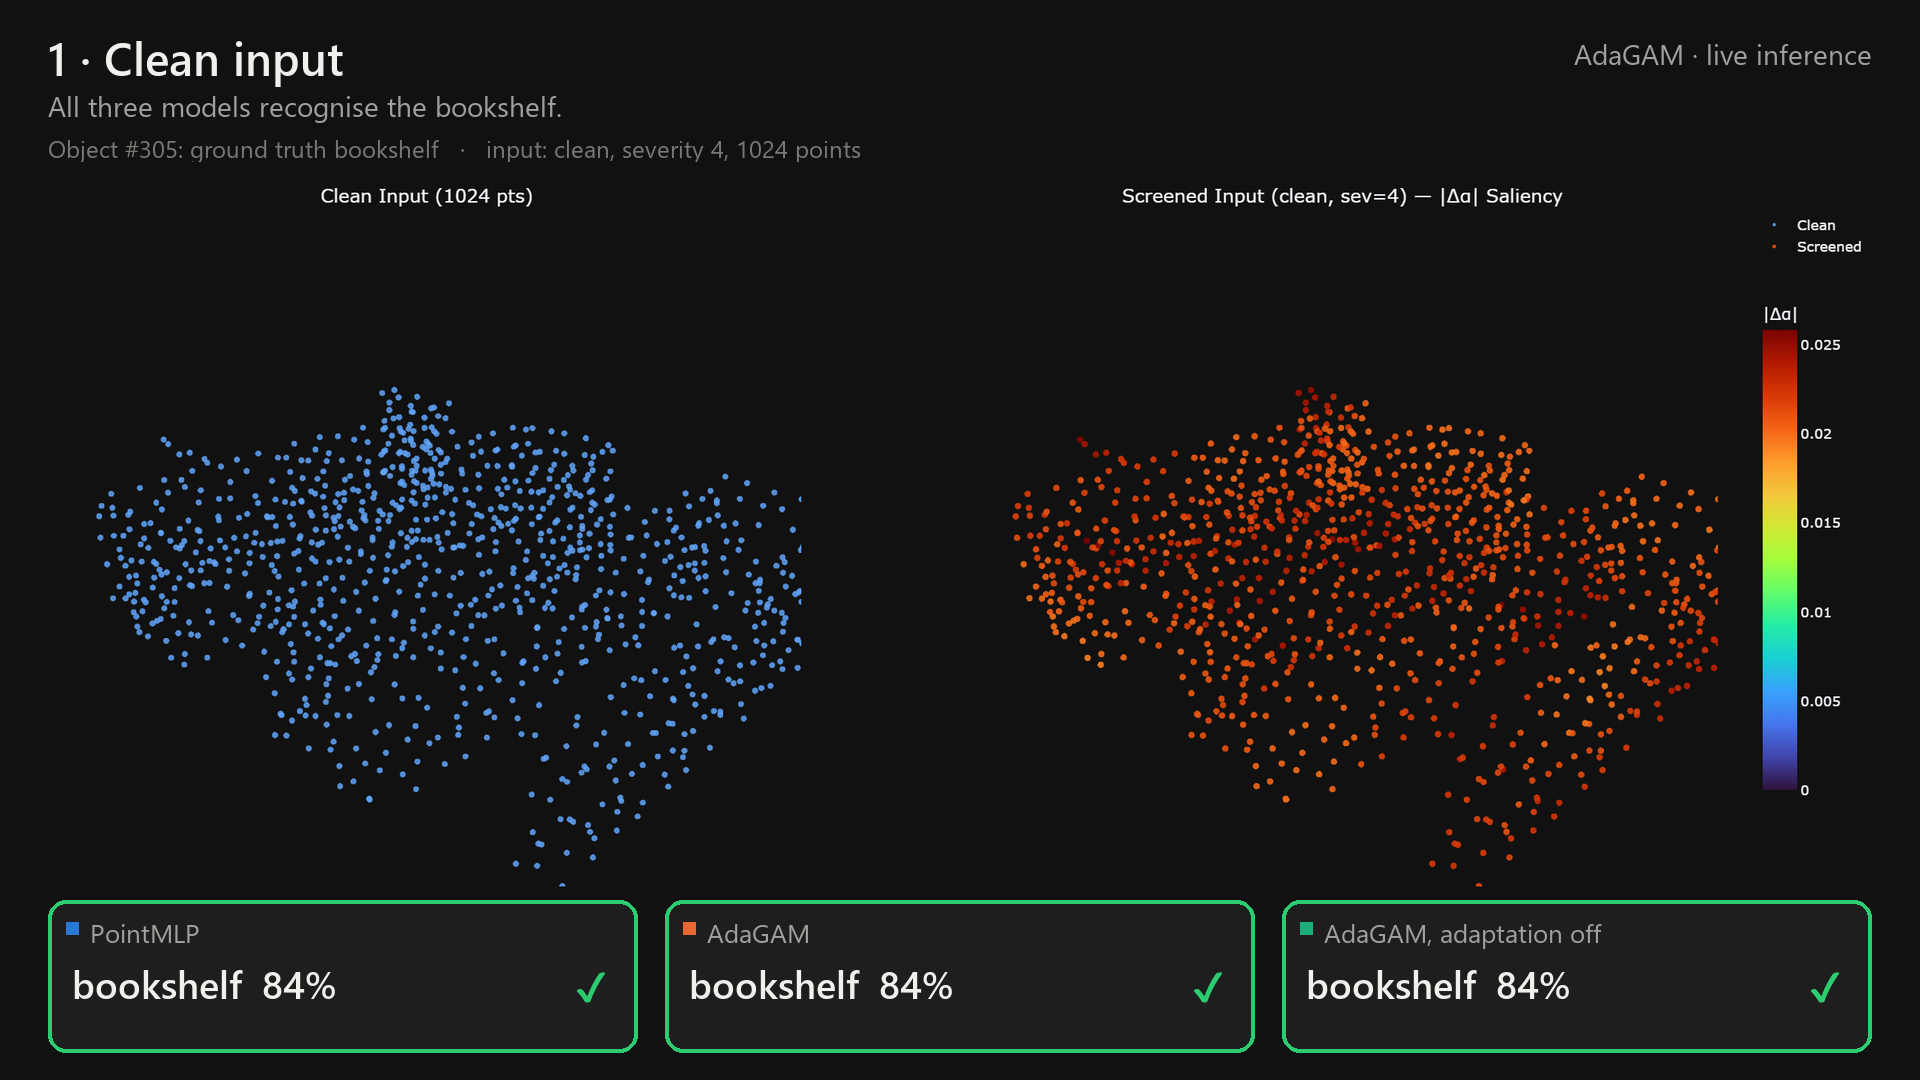 1 · Clean input
AdaGAM · live inference
All three models recognise the bookshelf.
Object #305: ground truth bookshelf · input: clean, severity 4, 1024 points
Clean Input (1024 pts)
Screened Input (clean, sev=4) — |Δα| Saliency
Clean
Screened
|Δα|
0.025
0.02
0.015
0.01
0.005
0
PointMLP
bookshelf 84% ✓
AdaGAM
bookshelf 84% ✓
AdaGAM, adaptation off
bookshelf 84% ✓